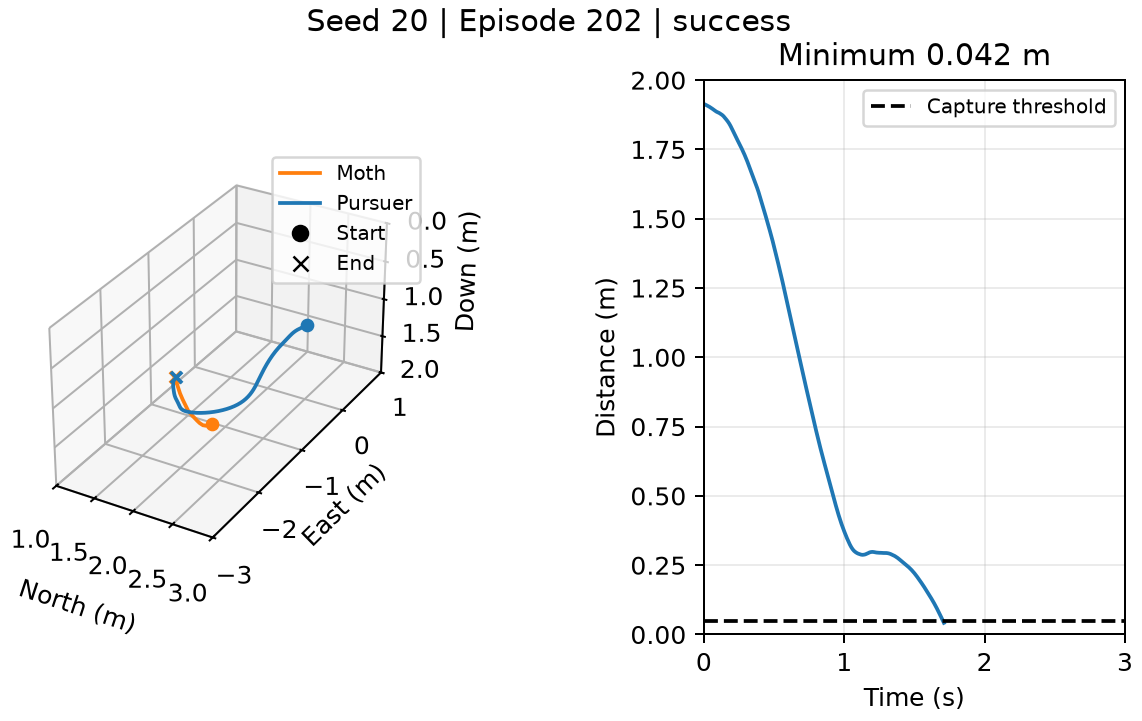 Seed 20 | Episode 202 | success
Moth
Pursuer
Start
End
0.0
0.5
1.0
1.5
2.0
Down (m)
1
0
−1
−2
−3
East (m)
1.0
1.5
2.0
2.5
3.0
North (m)
Minimum 0.042 m
Capture threshold
2.00
1.75
1.50
1.25
1.00
0.75
0.50
0.25
0.00
Distance (m)
0 1 2 3
Time (s)